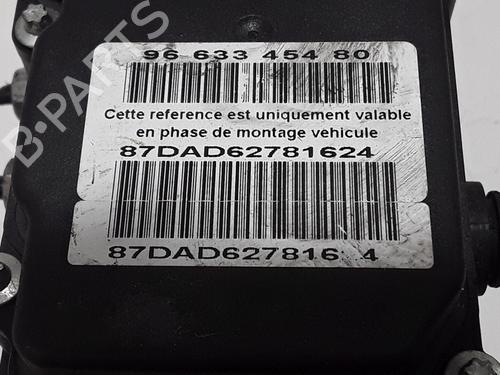 96 633 454 80
Cette reference est uniquement valable
en phase de montage vehicule
87DAD62781624
87DAD627816 4
B-PARTS